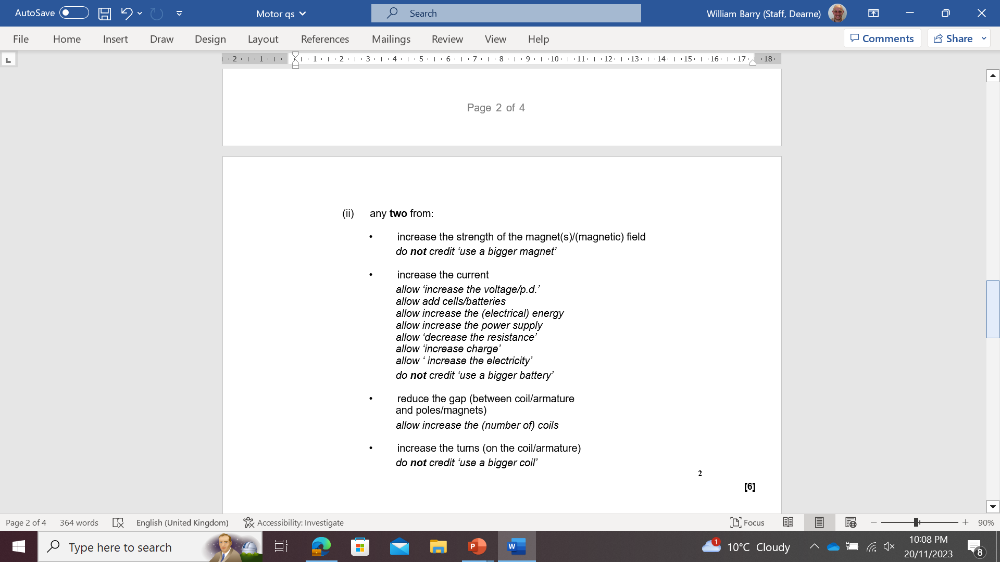 AutoSave
Motor qs
Search
William Barry (Staff, Dearne)
File Home Insert Draw Design Layout References Mailings Review View Help
Comments Share
2 1 1 2 3 4 5 6 7 8 9 10 11 12 13 14 15 16 17 18
Page 2 of 4
(ii) any two from:
• increase the strength of the magnet(s)/(magnetic) field
do not credit ‘use a bigger magnet’
• increase the current
allow ‘increase the voltage/p.d.’
allow add cells/batteries
allow increase the (electrical) energy
allow increase the power supply
allow ‘decrease the resistance’
allow ‘increase charge’
allow ‘ increase the electricity’
do not credit ‘use a bigger battery’
• reduce the gap (between coil/armature
and poles/magnets)
allow increase the (number of) coils
• increase the turns (on the coil/armature)
do not credit ‘use a bigger coil’
2
[6]
Page 2 of 4 364 words English (United Kingdom) Accessibility: Investigate Focus 90%
Type here to search
1 10°C Cloudy
10:08 PM
20/11/2023
8